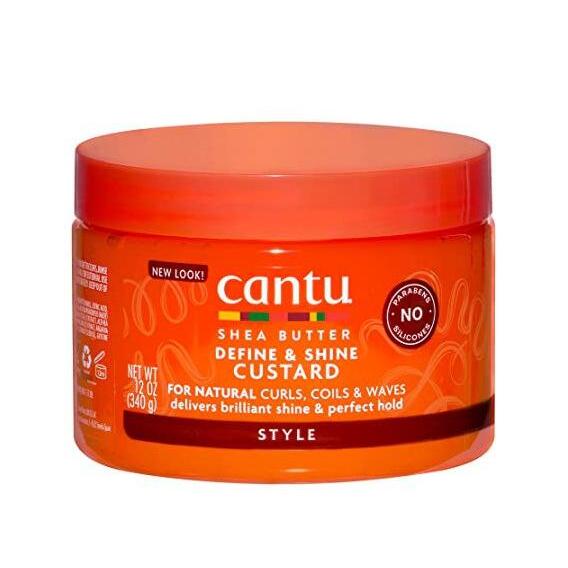 NEW LOOK!
cantu
SHEA BUTTER
DEFINE & SHINE
CUSTARD
NO
PARABENS
SILICONES
NET WT
12 OZ
(340 g)
FOR NATURAL CURLS, COILS & WAVES
delivers brilliant shine & perfect hold
STYLE